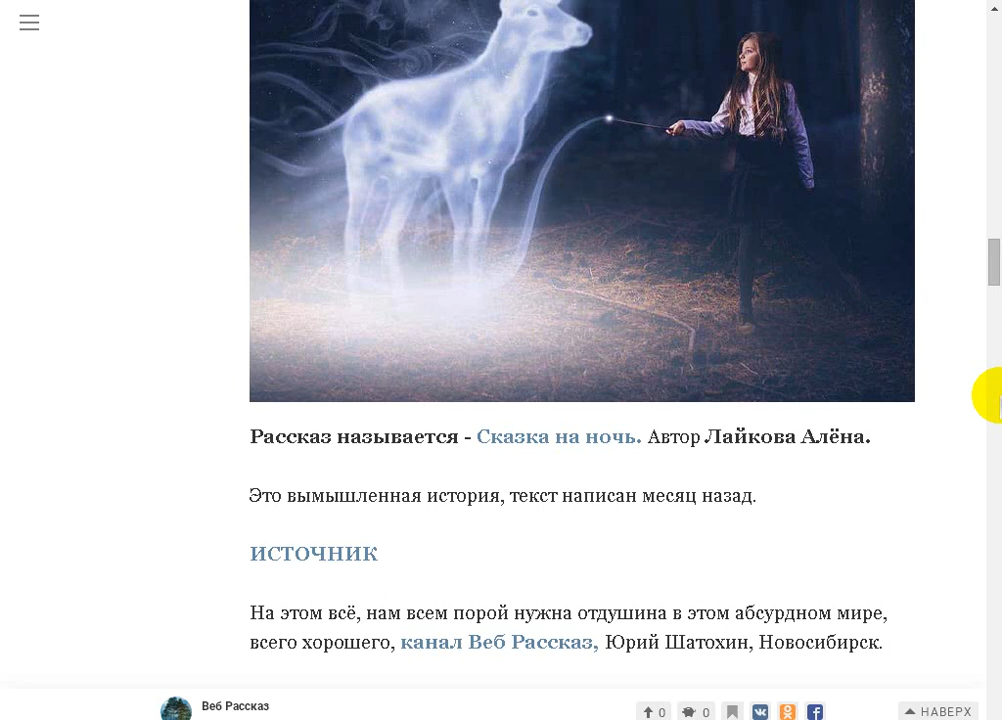 Рассказ называется - Сказка на ночь. Автор Лайкова Алёна.
Это вымышленная история, текст написан месяц назад.
ИСТОЧНИК
На этом всё, нам всем порой нужна отдушина в этом абсурдном мире,
всего хорошего, канал Веб Рассказ, Юрий Шатохин, Новосибирск.
Веб Рассказ 0 0 НАВЕРХ